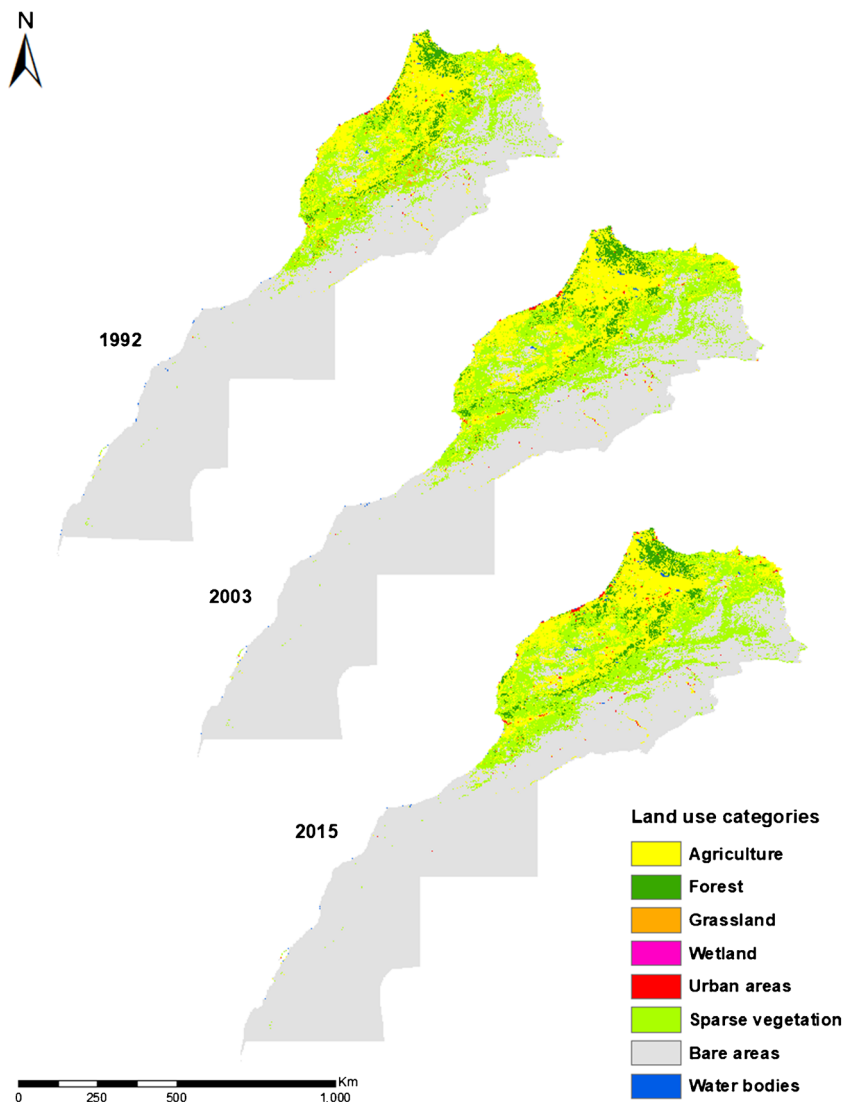 N
1992
2003
2015
Land use categories
Agriculture
Forest
Grassland
Wetland
Urban areas
Sparse vegetation
Bare areas
Water bodies
Km
0 250 500 1.000